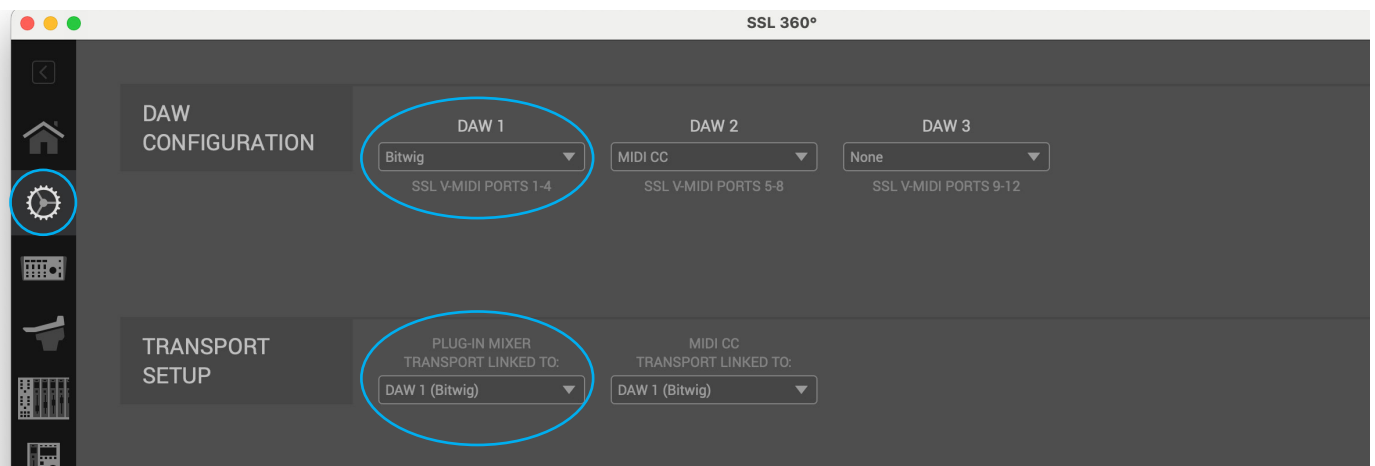 SSL 360°
DAW
CONFIGURATION
DAW 1
DAW 2
DAW 3
Bitwig
MIDI CC
None
SSL V-MIDI PORTS 1-4
SSL V-MIDI PORTS 5-8
SSL V-MIDI PORTS 9-12
TRANSPORT
SETUP
PLUG-IN MIXER
TRANSPORT LINKED TO:
DAW 1 (Bitwig)
MIDI CC
TRANSPORT LINKED TO:
DAW 1 (Bitwig)